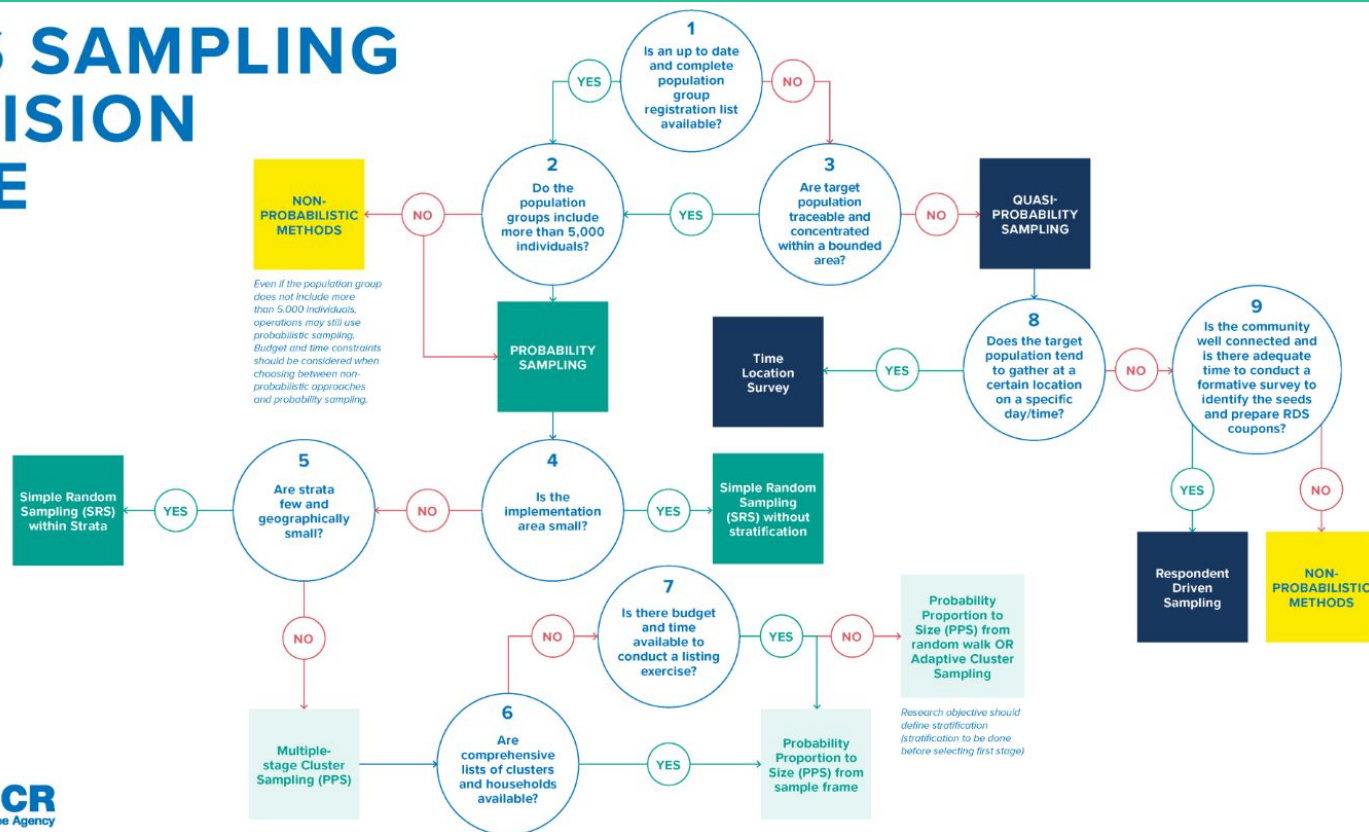 S SAMPLING
ISION
E
1
Is an up to date
and complete
population
group
registration list
available?
YES
NO
2
Do the
population
groups include
more than 5,000
individuals?
3
Are target
population
traceable and
concentrated
within a bounded
area?
NON-
PROBABILISTIC
METHODS
NO
YES
NO
QUASI-
PROBABILITY
SAMPLING
Even if the population group
does not include more
than 5.000 individuals,
operations may still use
probabilistic sampling.
Budget and time constraints
should be considered when
choosing between non-
probabilistic approaches
and probability sampling.
PROBABILITY
SAMPLING
Time
Location
Survey
YES
8
Does the target
population tend
to gather at a
certain location
on a specific
day/time?
NO
9
Is the community
well connected and
is there adequate
time to conduct a
formative survey to
identify the seeds
and prepare RDS
coupons?
Simple Random
Sampling (SRS)
within Strata
YES
5
Are strata
few and
geographically
small?
NO
4
Is the
implementation
area small?
YES
Simple Random
Sampling
(SRS) without
stratification
YES
NO
Respondent
Driven
Sampling
NON-
PROBABILISTIC
METHODS
NO
NO
7
Is there budget
and time
available to
conduct a listing
exercise?
YES
NO
Probability
Proportion to
Size (PPS) from
random walk OR
Adaptive Cluster
Sampling
Research objective should
define stratification
(stratification to be done
before selecting first stage)
Multiple-
stage Cluster
Sampling (PPS)
6
Are
comprehensive
lists of clusters
and households
available?
YES
Probability
Proportion to
Size (PPS) from
sample frame
CR
ee Agency